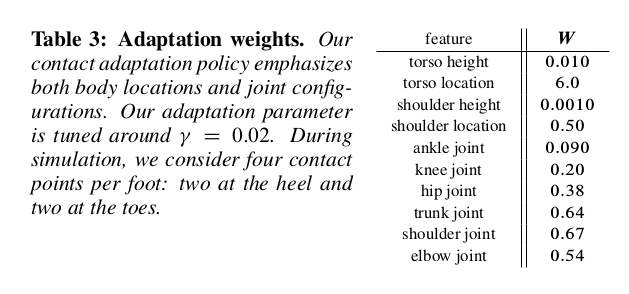 Table 3: Adaptation weights. Our
contact adaptation policy emphasizes
both body locations and joint config-
urations. Our adaptation parameter
is tuned around γ = 0.02. During
simulation, we consider four contact
points per foot: two at the heel and
two at the toes.
feature W
torso height 0.010
torso location 6.0
shoulder height 0.0010
shoulder location 0.50
ankle joint 0.090
knee joint 0.20
hip joint 0.38
trunk joint 0.64
shoulder joint 0.67
elbow joint 0.54